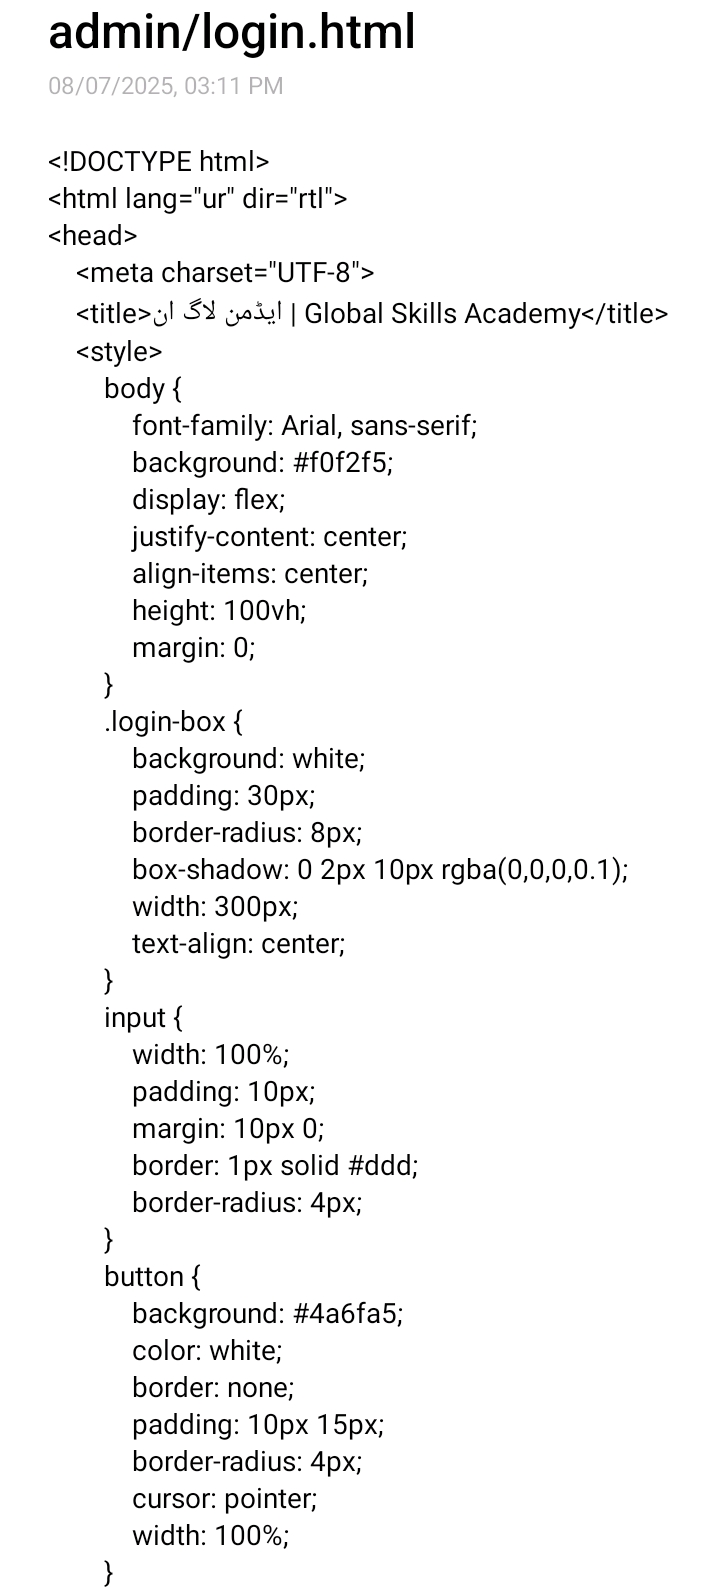 admin/login.html
08/07/2025, 03:11 PM
<!DOCTYPE html>
<html lang="ur" dir="rtl">
<head>
    <meta charset="UTF-8">
    <title>ایڈمن لاگ ان | Global Skills Academy</title>
    <style>
        body {
            font-family: Arial, sans-serif;
            background: #f0f2f5;
            display: flex;
            justify-content: center;
            align-items: center;
            height: 100vh;
            margin: 0;
        }
        .login-box {
            background: white;
            padding: 30px;
            border-radius: 8px;
            box-shadow: 0 2px 10px rgba(0,0,0,0.1);
            width: 300px;
            text-align: center;
        }
        input {
            width: 100%;
            padding: 10px;
            margin: 10px 0;
            border: 1px solid #ddd;
            border-radius: 4px;
        }
        button {
            background: #4a6fa5;
            color: white;
            border: none;
            padding: 10px 15px;
            border-radius: 4px;
            cursor: pointer;
            width: 100%;
        }